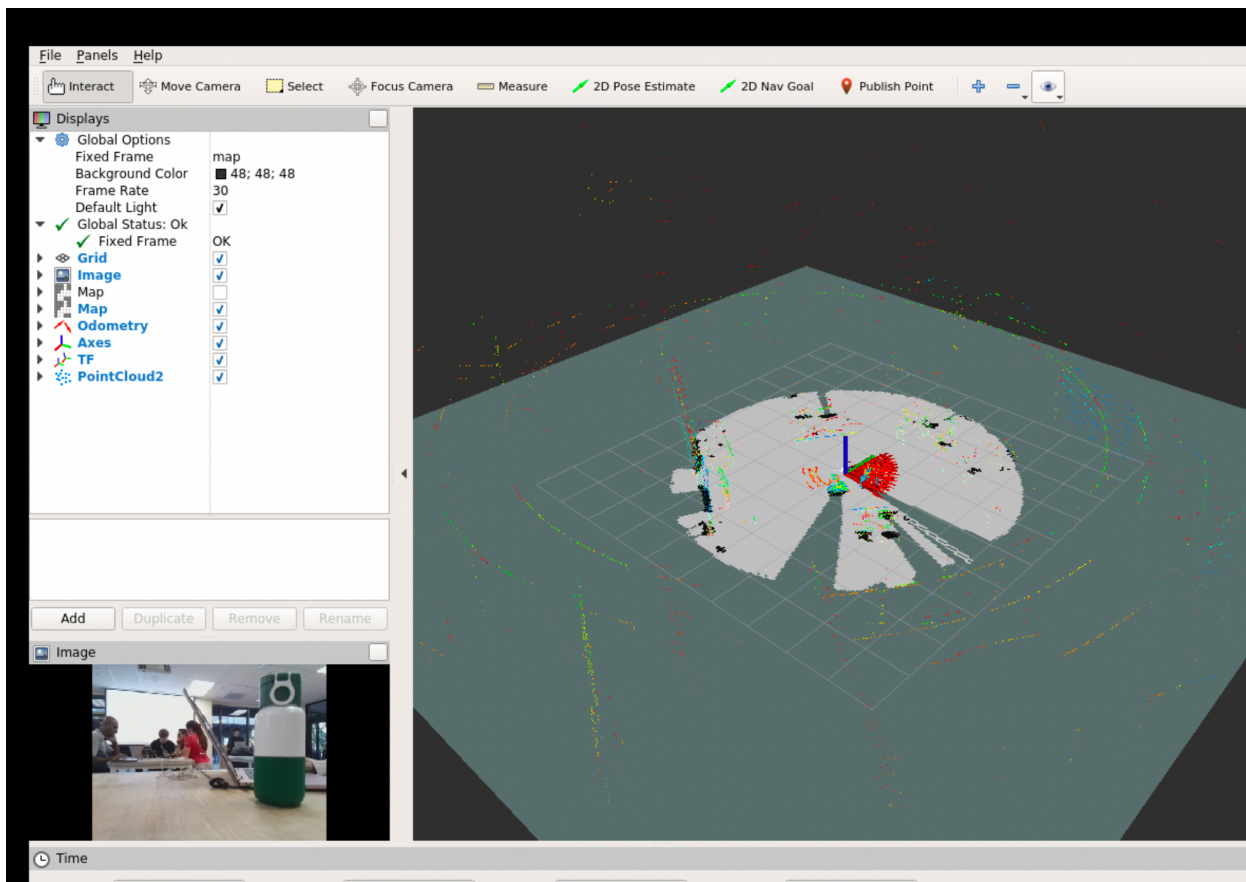 File Panels Help
Interact Move Camera Select Focus Camera Measure 2D Pose Estimate 2D Nav Goal Publish Point
Displays
Global Options
Fixed Frame map
Background Color 48; 48; 48
Frame Rate 30
Default Light
Global Status: Ok
Fixed Frame OK
Grid
Image
Map
Map
Odometry
Axes
TF
PointCloud2
Add Duplicate Remove Rename
Image
Time